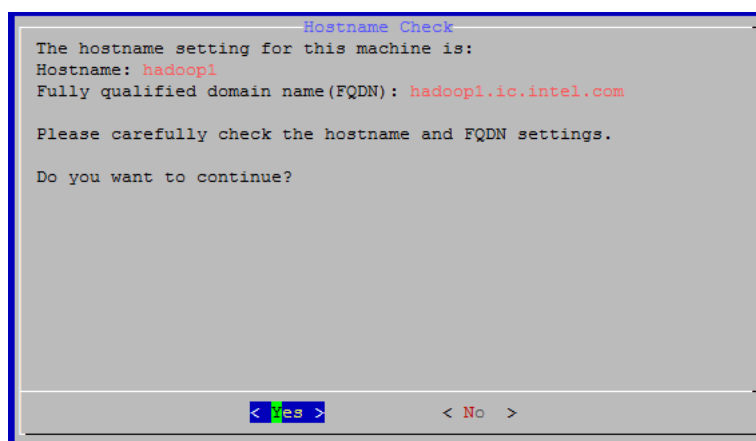 Hostname Check
The hostname setting for this machine is:
Hostname: hadoop1
Fully qualified domain name(FQDN): hadoop1.ic.intel.com
Please carefully check the hostname and FQDN settings.
Do you want to continue?
< Yes > < No >